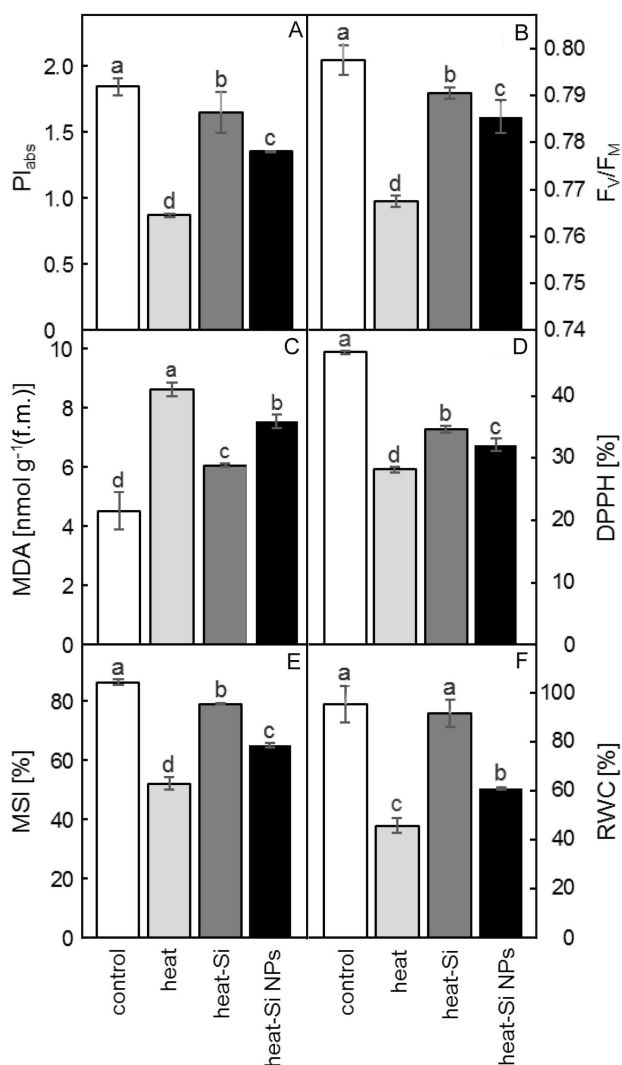 A
2.0
1.5
1.0
0.5
0
PI_abs
a
d
b
c
B
0.80
0.79
0.78
0.77
0.76
0.75
0.74
F_V/F_M
a
d
b
c
C
10
8
6
4
2
0
MDA [nmol g⁻¹(f.m.)]
d
a
c
b
D
40
30
20
10
0
DPPH [%]
a
d
b
c
E
80
60
40
20
0
MSI [%]
a
d
b
c
F
100
80
60
40
20
0
RWC [%]
a
c
a
b
control
heat
heat-Si
heat-Si NPs
control
heat
heat-Si
heat-Si NPs